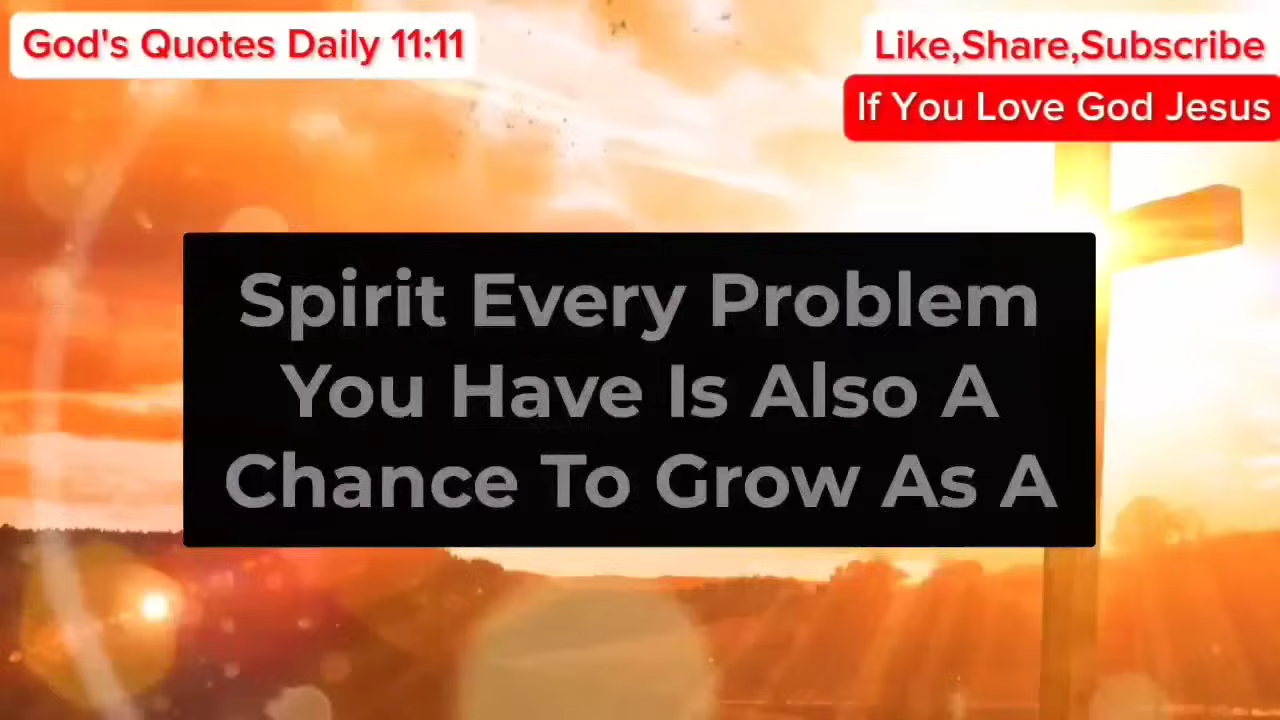 God's Quotes Daily 11:11
Like,Share,Subscribe
If You Love God Jesus
Spirit Every Problem
You Have Is Also A
Chance To Grow As A